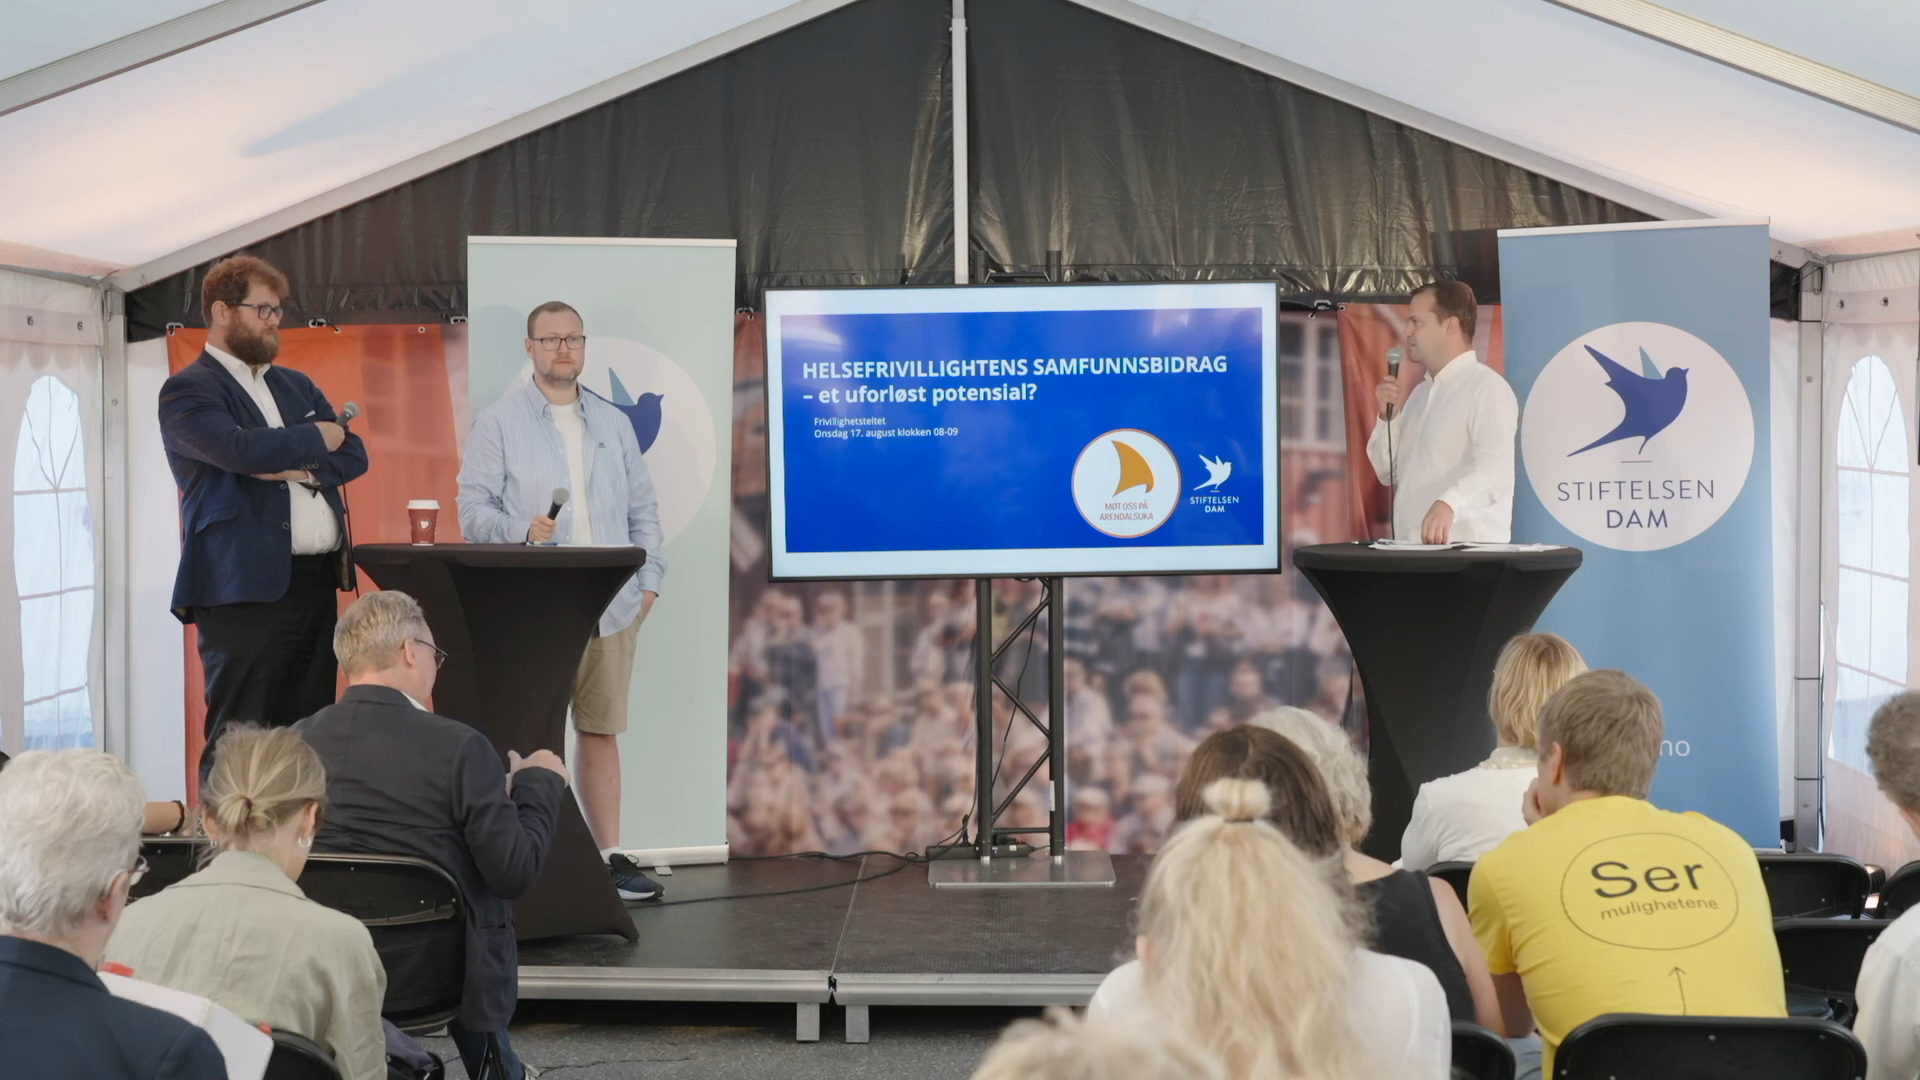 HELSEFRIVILLIGHTENS SAMFUNNSBIDRAG
– et uforløst potensial?
Frivillighetsteltet
Onsdag 17. august klokken 08-09
MØT OSS PÅ
ARENDALSUKA
STIFTELSEN
DAM
STIFTELSEN
DAM
no
Ser
mulighetene